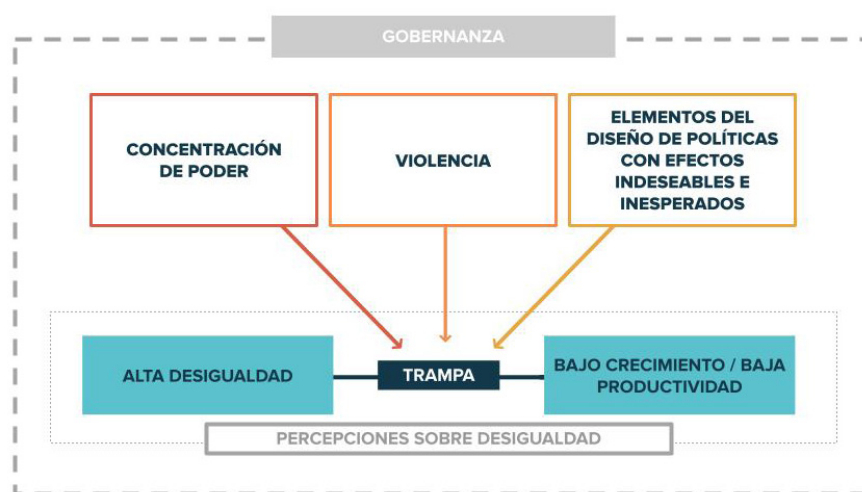 GOBERNANZA
CONCENTRACIÓN
DE PODER
VIOLENCIA
ELEMENTOS DEL
DISEÑO DE POLÍTICAS
CON EFECTOS
INDESEABLES E
INESPERADOS
ALTA DESIGUALDAD
TRAMPA
BAJO CRECIMIENTO / BAJA
PRODUCTIVIDAD
PERCEPCIONES SOBRE DESIGUALDAD